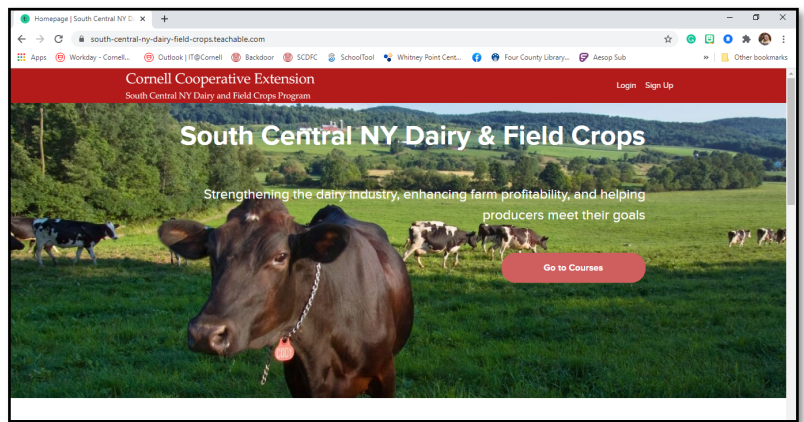 Homepage | South Central NY D
south-central-ny-dairy-field-crops.teachable.com
Apps Workday - Cornell... Outlook | IT@Cornell Backdoor SCDFC SchoolTool Whitney Point Cent... Four County Library... Aesop Sub » Other bookmarks
Cornell Cooperative Extension
South Central NY Dairy and Field Crops Program
Login Sign Up
South Central NY Dairy & Field Crops
Strengthening the dairy industry, enhancing farm profitability, and helping
producers meet their goals
Go to Courses